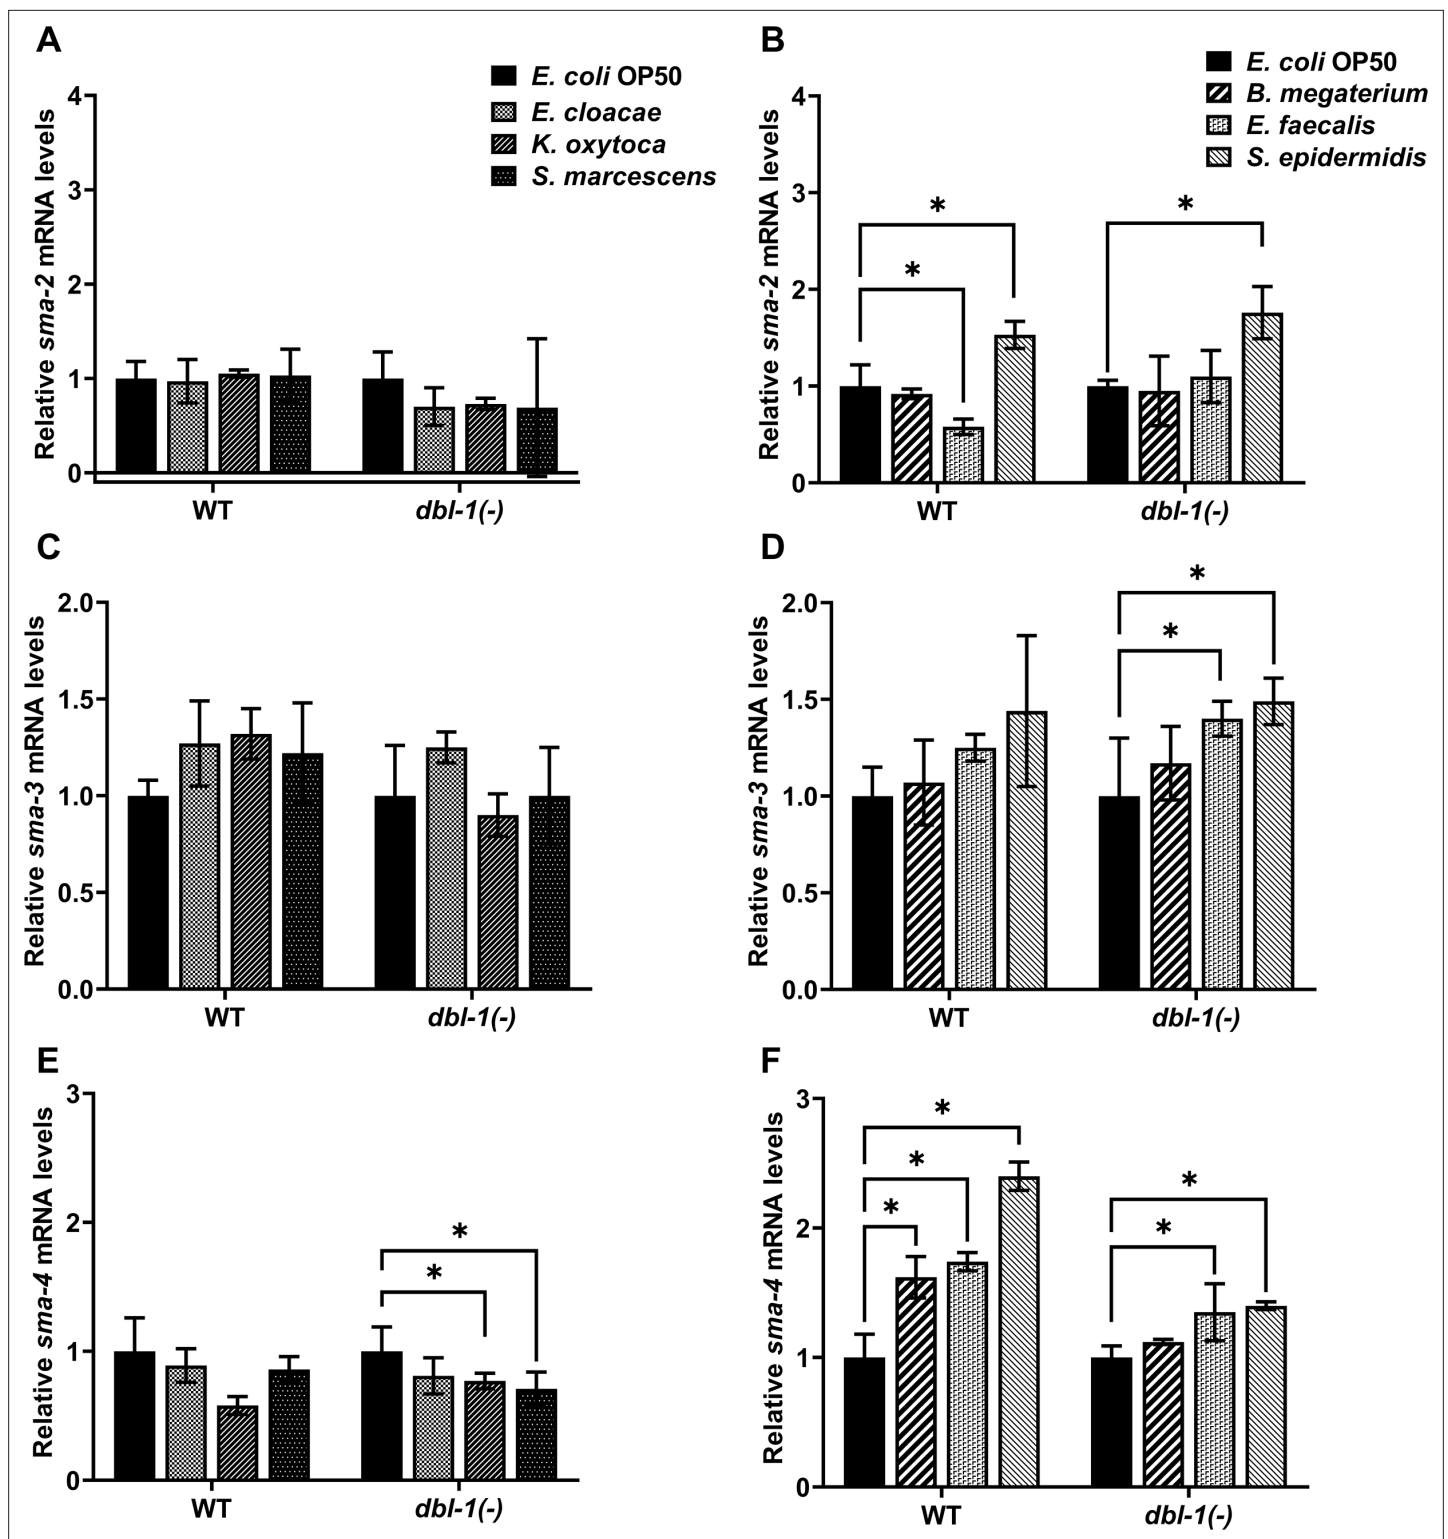 A
E. coli OP50
E. cloacae
K. oxytoca
S. marcescens
Relative sma-2 mRNA levels
4
3
2
1
0
WT
dbl-1(-)
B
E. coli OP50
B. megaterium
E. faecalis
S. epidermidis
Relative sma-2 mRNA levels
4
3
2
1
0
*
*
*
WT
dbl-1(-)
C
Relative sma-3 mRNA levels
2.0
1.5
1.0
0.5
0.0
WT
dbl-1(-)
D
Relative sma-3 mRNA levels
2.0
1.5
1.0
0.5
0.0
*
*
WT
dbl-1(-)
E
Relative sma-4 mRNA levels
3
2
1
0
*
*
WT
dbl-1(-)
F
Relative sma-4 mRNA levels
3
2
1
0
*
*
*
*
*
WT
dbl-1(-)